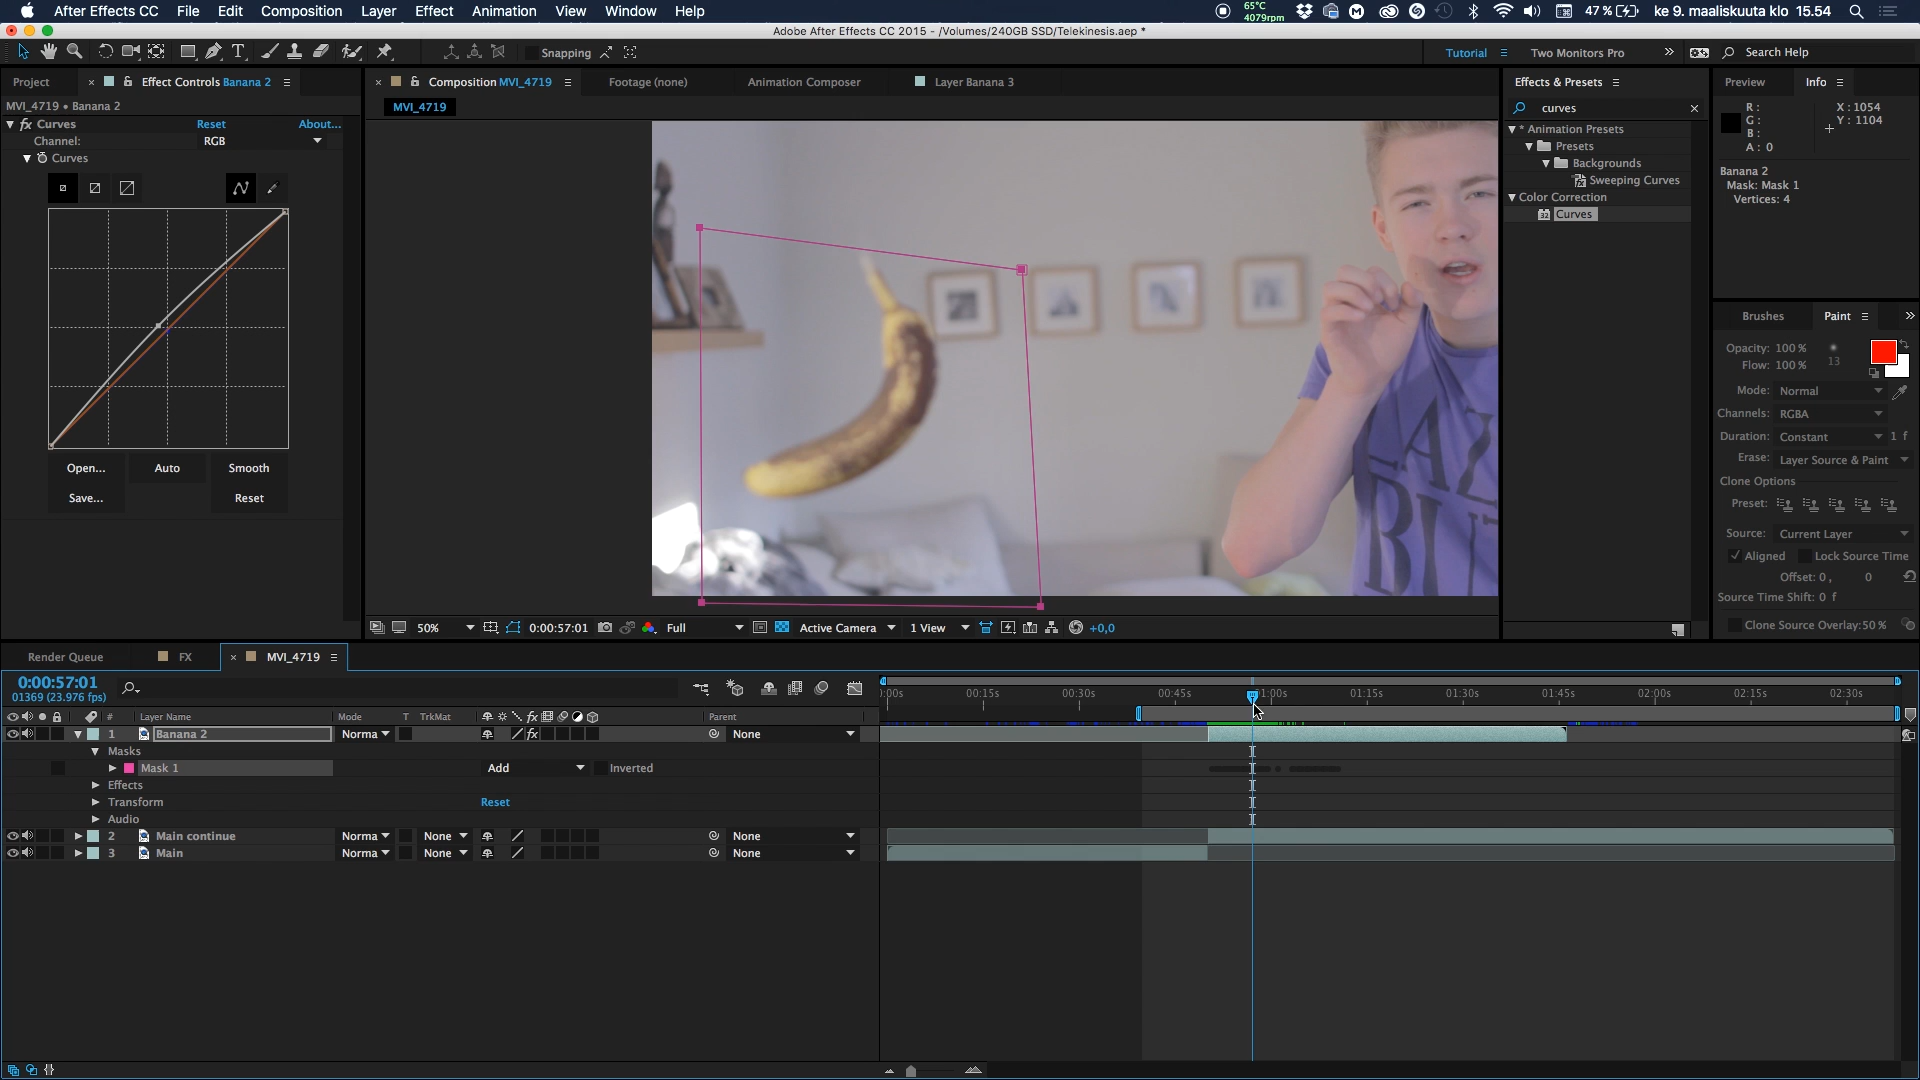 After Effects CC File Edit Composition Layer Effect Animation View Window Help 65°C 4079rpm 47 % ke 9. maaliskuuta klo 15.54
Adobe After Effects CC 2015 - /Volumes/240GB SSD/Telekinesis.aep *
Snapping Tutorial Two Monitors Pro Search Help
Project Effect Controls Banana 2 Composition MVI_4719 Footage (none) Animation Composer Layer Banana 3 Effects & Presets Preview Info
MVI_4719 • Banana 2
MVI_4719
curves
R :
G :
B :
A : 0
X : 1054
Y : 1104
fx Curves Reset About...
Channel: RGB
Curves
* Animation Presets
Presets
Backgrounds
Sweeping Curves
Color Correction
Curves
Banana 2
Mask: Mask 1
Vertices: 4
Open... Auto Smooth
Save... Reset
Brushes Paint
Opacity: 100 %
Flow: 100 %
13
Mode: Normal
Channels: RGBA
Duration: Constant 1 f
Erase: Layer Source & Paint
Clone Options
Preset:
Source: Current Layer
Aligned Lock Source Time
Offset: 0 , 0
Source Time Shift: 0 f
Clone Source Overlay: 50 %
50% 0:00:57:01 Full Active Camera 1 View +0,0
Render Queue FX MVI_4719
0:00:57:01
01369 (23.976 fps)
:00s 00:15s 00:30s 00:45s 01:00s 01:15s 01:30s 01:45s 02:00s 02:15s 02:30s
# Layer Name Mode T TrkMat fx Parent
1 Banana 2 Norma fx None
Masks
Mask 1 Add Inverted
Effects
Transform Reset
Audio
2 Main continue Norma None None
3 Main Norma None None